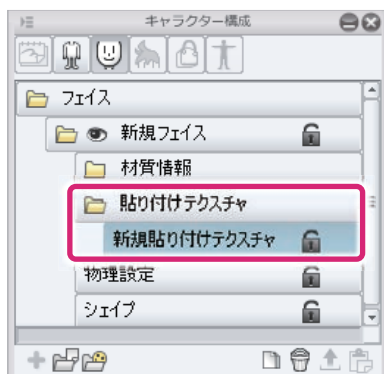 キャラクター構成
フェイス
新規フェイス
材質情報
貼り付けテクスチャ
新規貼り付けテクスチャ
物理設定
シェイプ